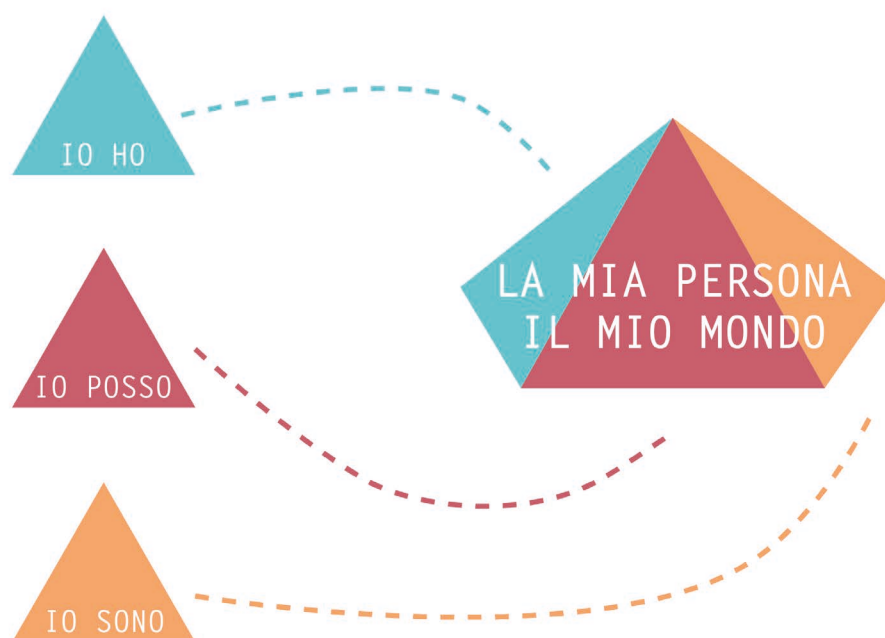 IO HO
LA MIA PERSONA
IL MIO MONDO
IO POSSO
IO SONO